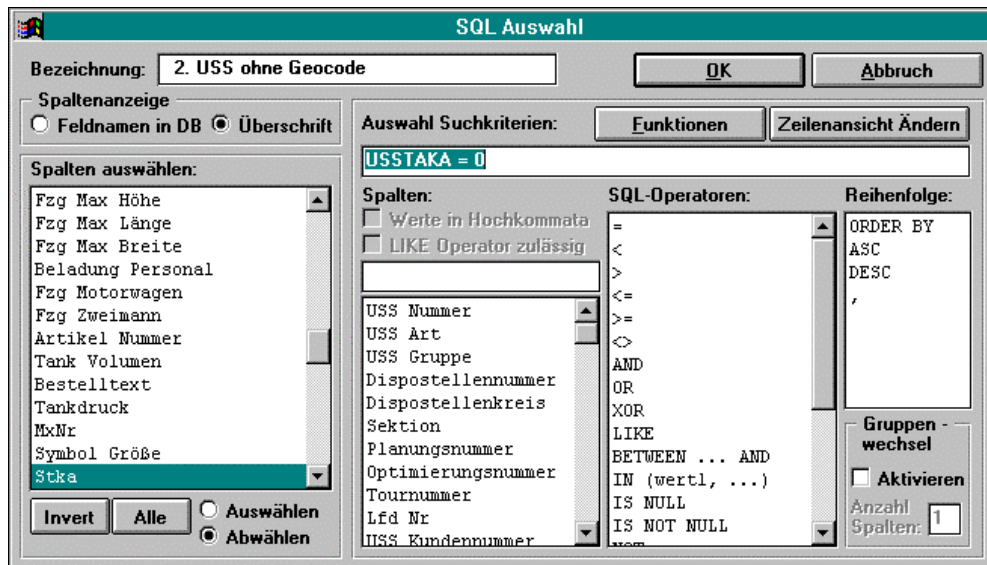 SQL Auswahl
Bezeichnung: 2. USS ohne Geocode
OK
Abbruch
Spaltenanzeige
Feldnamen in DB Überschrift
Auswahl Suchkriterien:
Funktionen
Zeilenansicht Ändern
USSTAKA = 0
Spalten auswählen:
Fzg Max Höhe
Fzg Max Länge
Fzg Max Breite
Beladung Personal
Fzg Motorwagen
Fzg Zweimann
Artikel Nummer
Tank Volumen
Bestelltext
Tankdruck
MxNr
Symbol Größe
Stka
Invert
Alle
Auswählen
Abwählen
Spalten:
Werte in Hochkommata
LIKE Operator zulässig
USS Nummer
USS Art
USS Gruppe
Dispostellennummer
Dispostellenkreis
Sektion
Planungsnummer
Optimierungsnummer
Tournummer
Lfd Nr
USS Kundennummer
SQL-Operatoren:
=
<
>
<=
>=
<>
AND
OR
XOR
LIKE
BETWEEN ... AND
IN (wert1, ...)
IS NULL
IS NOT NULL
NOT
Reihenfolge:
ORDER BY
ASC
DESC
,
Gruppen -
wechsel
Aktivieren
Anzahl
Spalten: 1